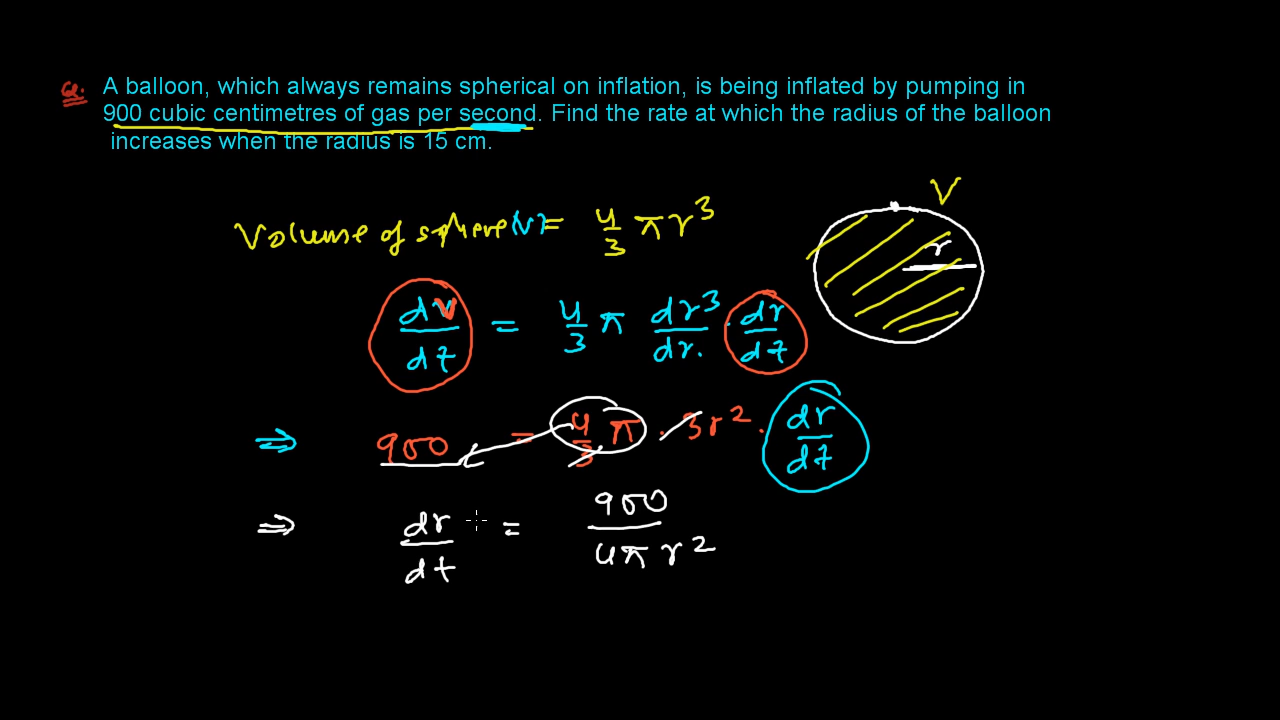 Q. A balloon, which always remains spherical on inflation, is being inflated by pumping in
900 cubic centimetres of gas per second. Find the rate at which the radius of the balloon
increases when the radius is 15 cm.
V
Volume of sphere (V) = 4/3 π r³
r
dV/dt = 4/3 π dr³/dr · dr/dt
⇒ 900 = 4/3 π · 3r² · dr/dt
⇒ dr/dt = 900/4πr²